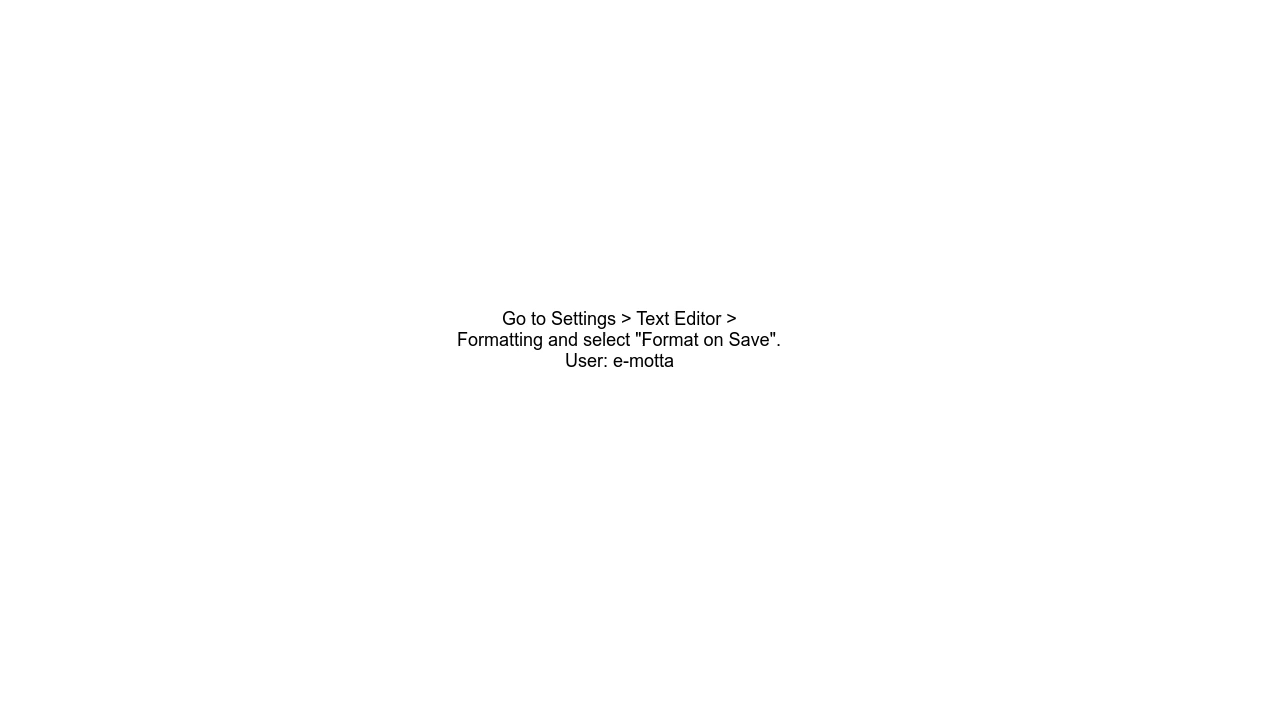 Go to Settings > Text Editor >
Formatting and select "Format on Save".
User: e-motta